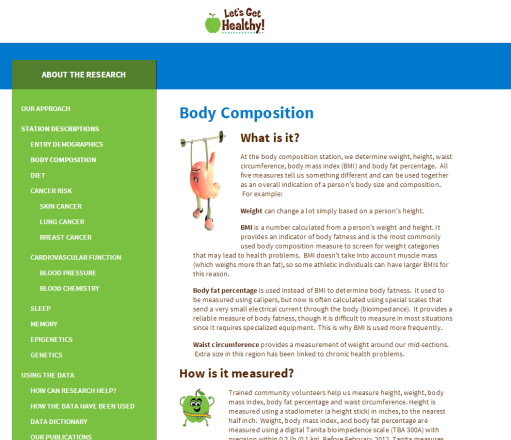 Let's Get
Healthy!
ABOUT THE RESEARCH
OUR APPROACH
STATION DESCRIPTIONS
ENTRY DEMOGRAPHICS
BODY COMPOSITION
DIET
CANCER RISK
SKIN CANCER
LUNG CANCER
BREAST CANCER
CARDIOVASCULAR FUNCTION
BLOOD PRESSURE
BLOOD CHEMISTRY
SLEEP
MEMORY
EPIGENETICS
GENETICS
USING THE DATA
HOW CAN RESEARCH HELP?
HOW THE DATA HAVE BEEN USED
DATA DICTIONARY
OUR PUBLICATIONS
Body Composition
What is it?
At the body composition station, we determine weight, height, waist
circumference, body mass index (BMI) and body fat percentage. All
five measures tell us something different and can be used together
as an overall indication of a person's body size and composition.
For example:
Weight can change a lot simply based on a person's height.
BMI is a number calculated from a person's weight and height. It
provides an indicator of body fatness and is the most commonly
used body composition measure to screen for weight categories
that may lead to health problems. BMI doesn't take into account muscle mass
(which weighs more than fat), so some athletic individuals can have larger BMIs for
this reason.
Body fat percentage is used instead of BMI to determine body fatness. It used to
be measured using calipers, but now is often calculated using special scales that
send a very small electrical current through the body (bioimpedance). It provides a
reliable measure of body fatness, though it is difficult to measure in most situations
since it requires specialized equipment. This is why BMI is used more frequently.
Waist circumference provides a measurement of weight around our mid-sections.
Extra size in this region has been linked to chronic health problems.
How is it measured?
Trained community volunteers help us measure height, weight, body
mass index, body fat percentage and waist circumference. Height is
measured using a stadiometer (a height stick) in inches, to the nearest
half inch. Weight, body mass index, and body fat percentage are
measured using a digital Tanita bioimpedence scale (TBA 300A) with
precision within 0.2 lb (0.1 kg). Before February 2012, Tanita measures